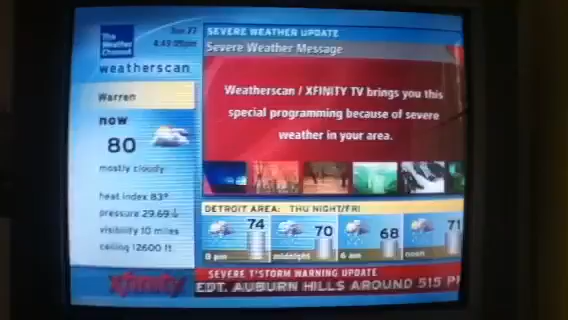 The
Weather
Channel
Jun 27
4:49:09pm
weatherscan
Warren
now
80
mostly cloudy
heat index 83°
pressure 29.69↓
visibility 10 miles
ceiling 12600 ft
xfinity
SEVERE WEATHER UPDATE
Severe Weather Message
Weatherscan / XFINITY TV brings you this
special programming because of severe
weather in your area.
DETROIT AREA: THU NIGHT/FRI
74
70
68
71
8 pm
midnight
6 am
noon
SEVERE T'STORM WARNING UPDATE
EDT. AUBURN HILLS AROUND 515 P